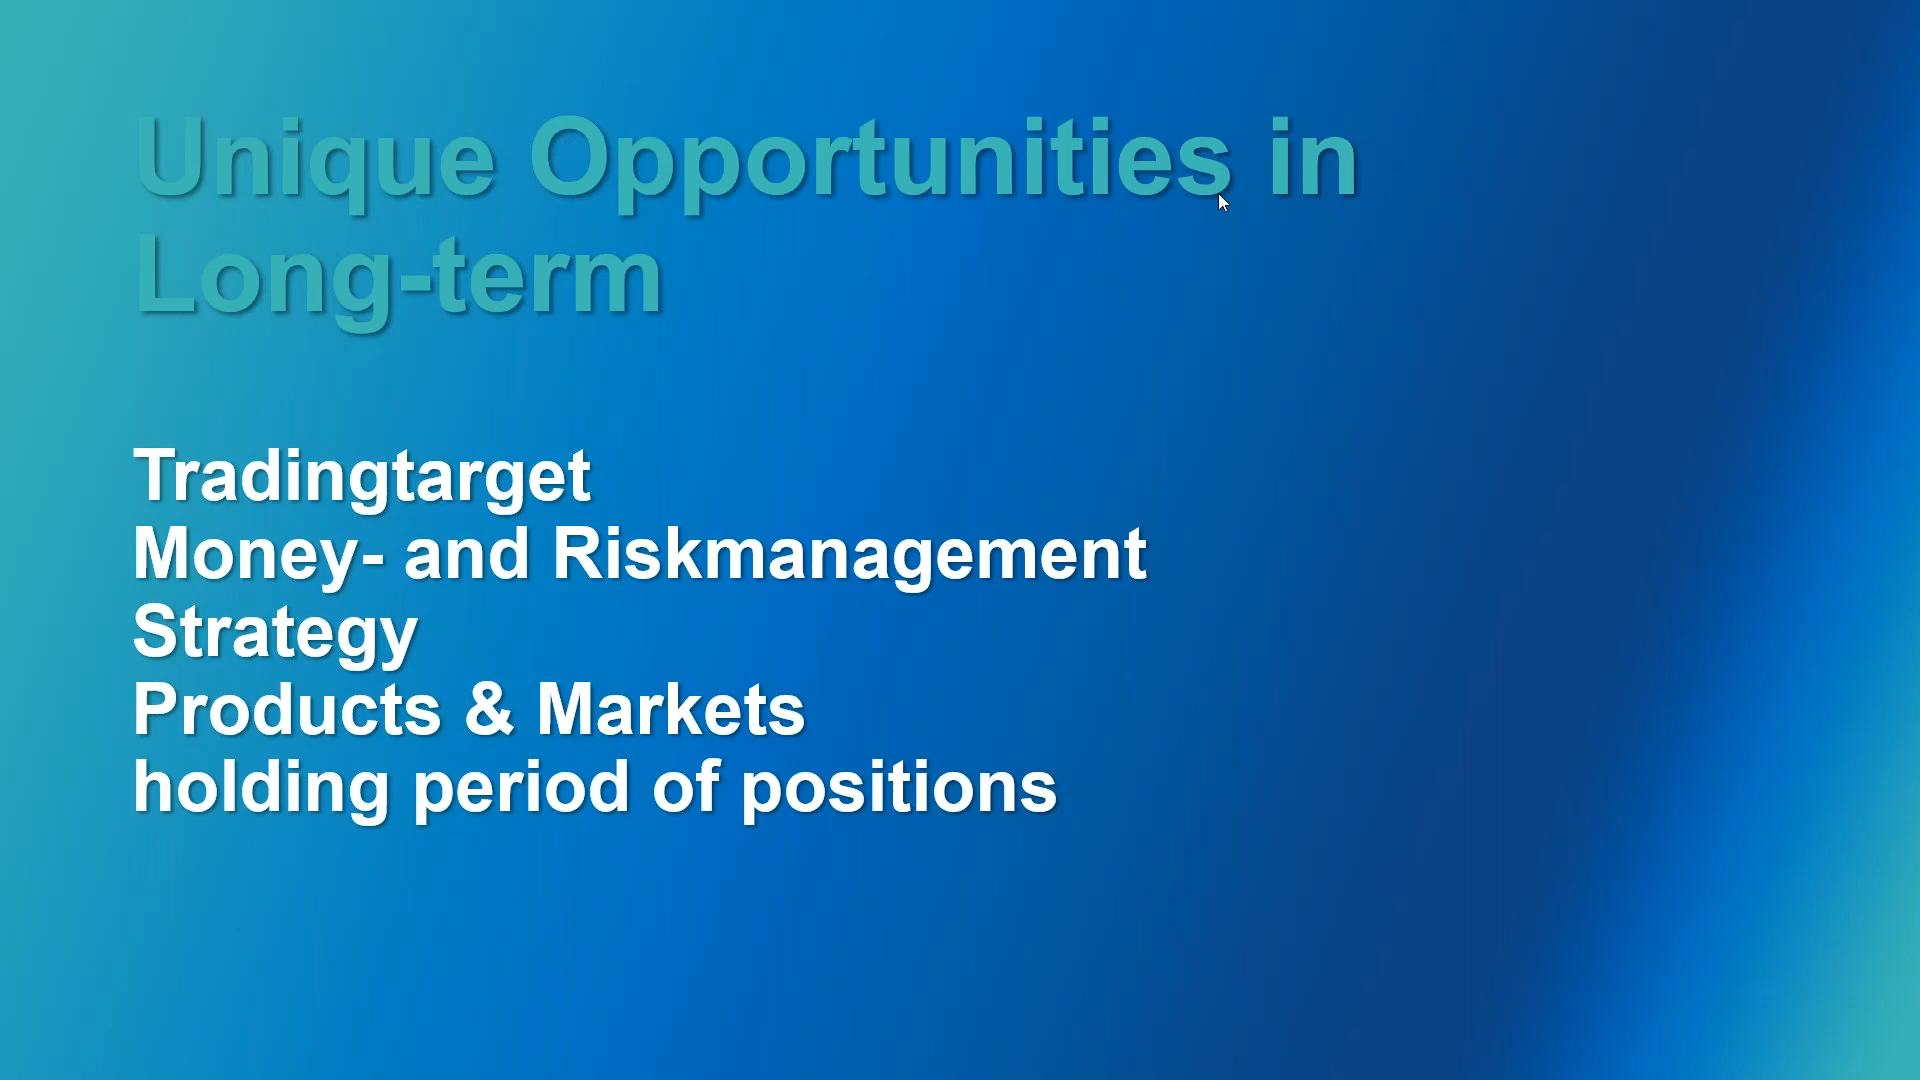 Unique Opportunities in
Long-term
Tradingtarget
Money- and Riskmanagement
Strategy
Products & Markets
holding period of positions